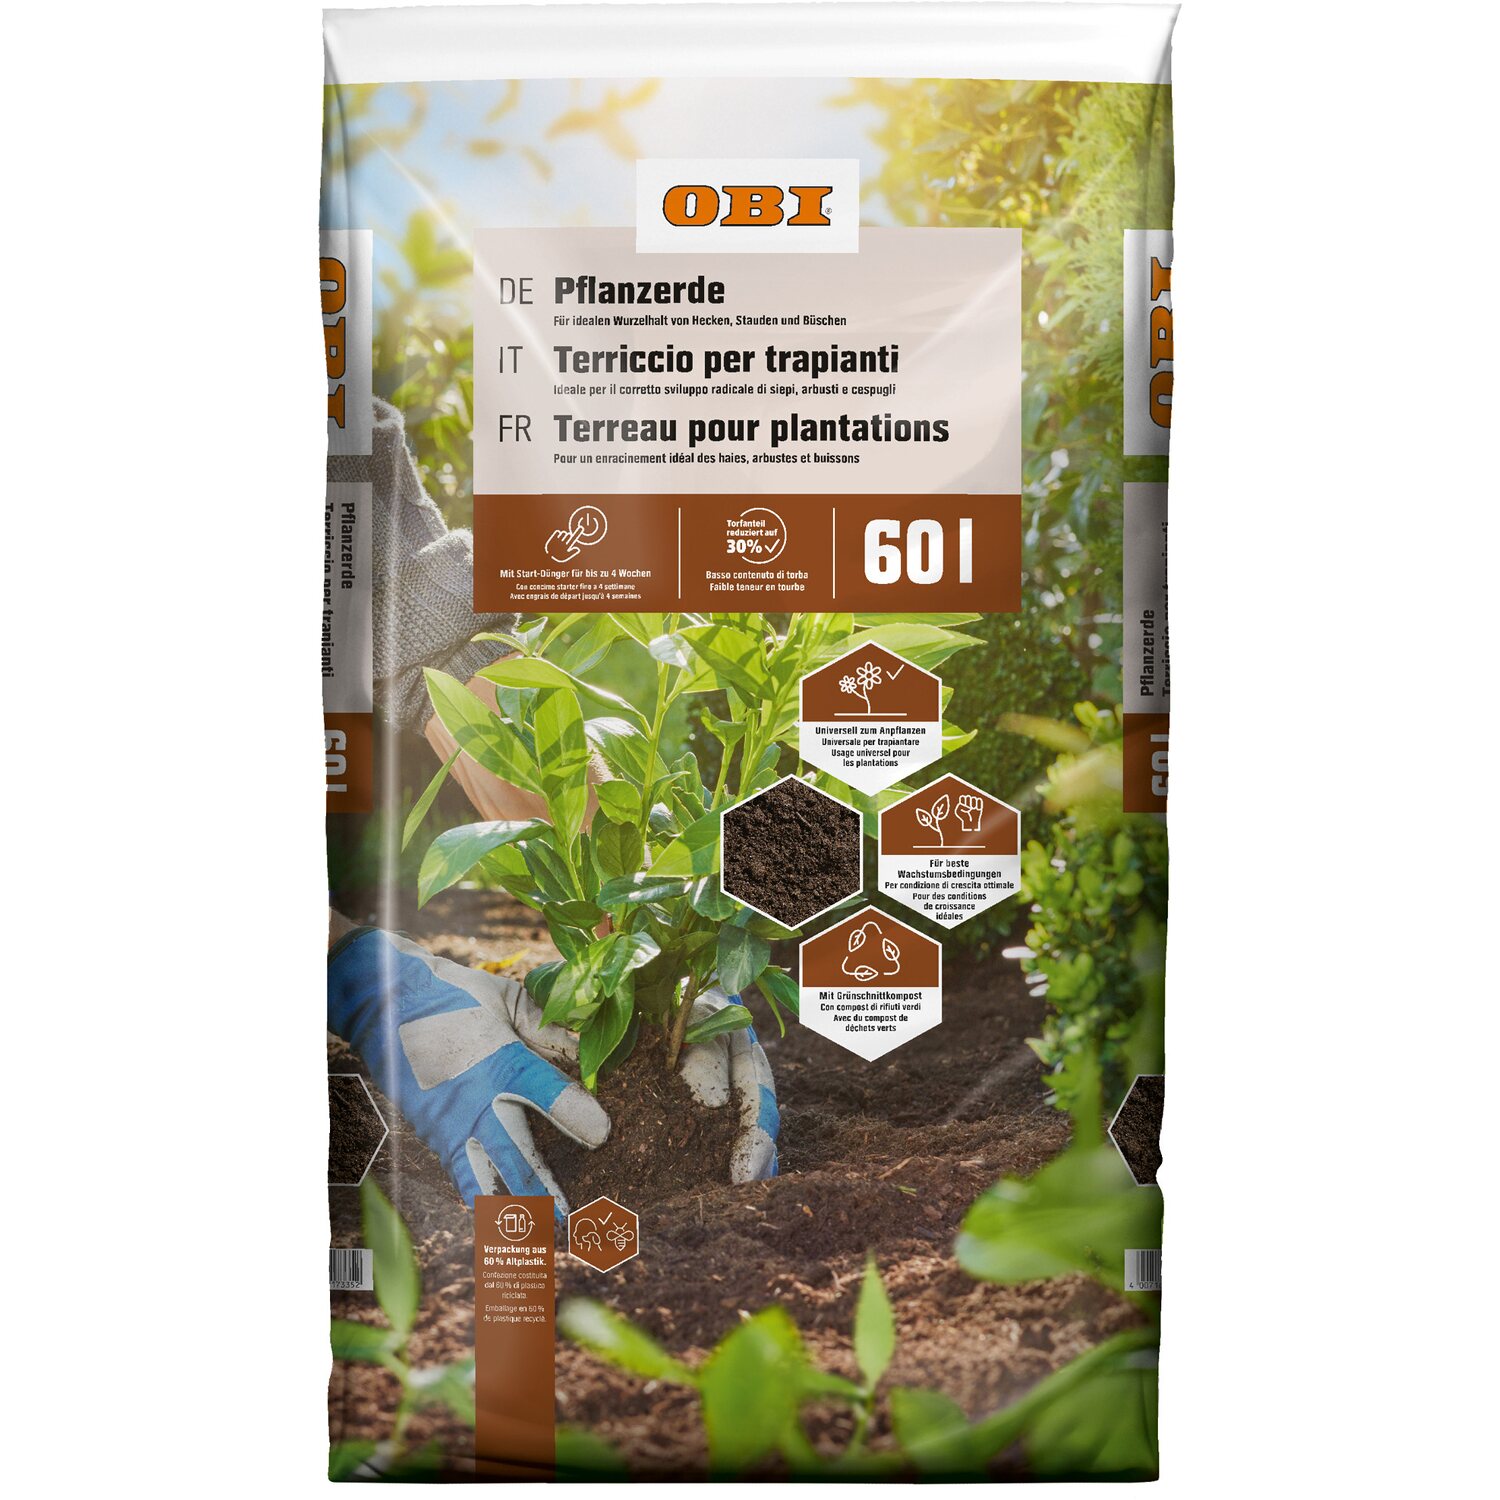 OBI
DE Pflanzerde
Für idealen Wurzelhalt von Hecken, Stauden und Büschen
IT Terriccio per trapianti
Ideale per il corretto sviluppo radicale di siepi, arbusti e cespugli
FR Terreau pour plantations
Pour un enracinement idéal des haies, arbustes et buissons
Mit Start-Dünger für bis zu 4 Wochen
Con concime starter fino a 4 settimane
Avec engrais de départ jusqu'à 4 semaines
Torfanteil
reduziert auf
30%
Basso contenuto di torba
Faible teneur en tourbe
60 l
Universell zum Anpflanzen
Universale per trapiantare
Usage universel pour
les plantations
Für beste
Wachstumsbedingungen
Per condizione di crescita ottimale
Pour des conditions
de croissance
idéales
Mit Grünschnittkompost
Con compost di rifiuti verdi
Avec du compost de
déchets verts
Verpackung aus
60 % Altplastik.
Confezione costituita
dal 60 % di plastica
riciclata.
Emballage en 60 %
de plastique recyclé.
OBI
Pflanzerde
Terriccio per trapianti
60 l
OBI
Pflanzerde
60 l